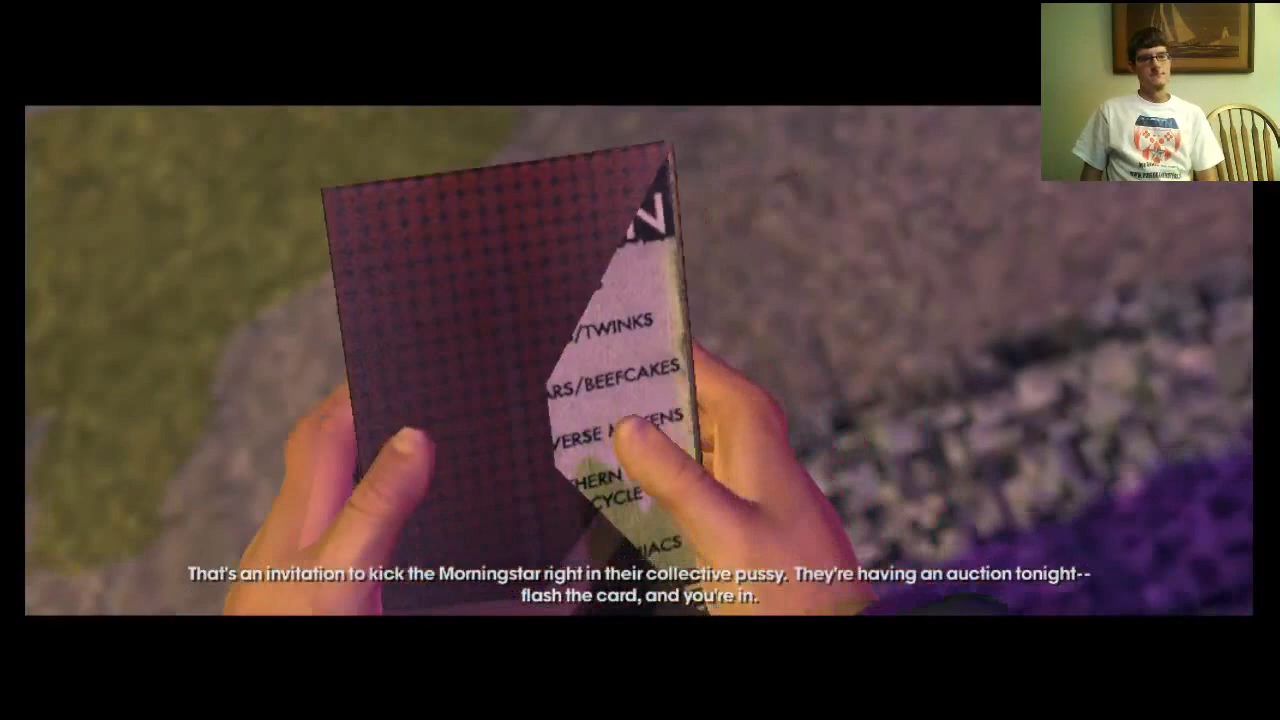 N
/TWINKS
ARS/BEEFCAKES
VERSE
HERN
CYCLE
IACS
That's an invitation to kick the Morningstar right in their collective pussy. They're having an auction tonight--
flash the card, and you're in.